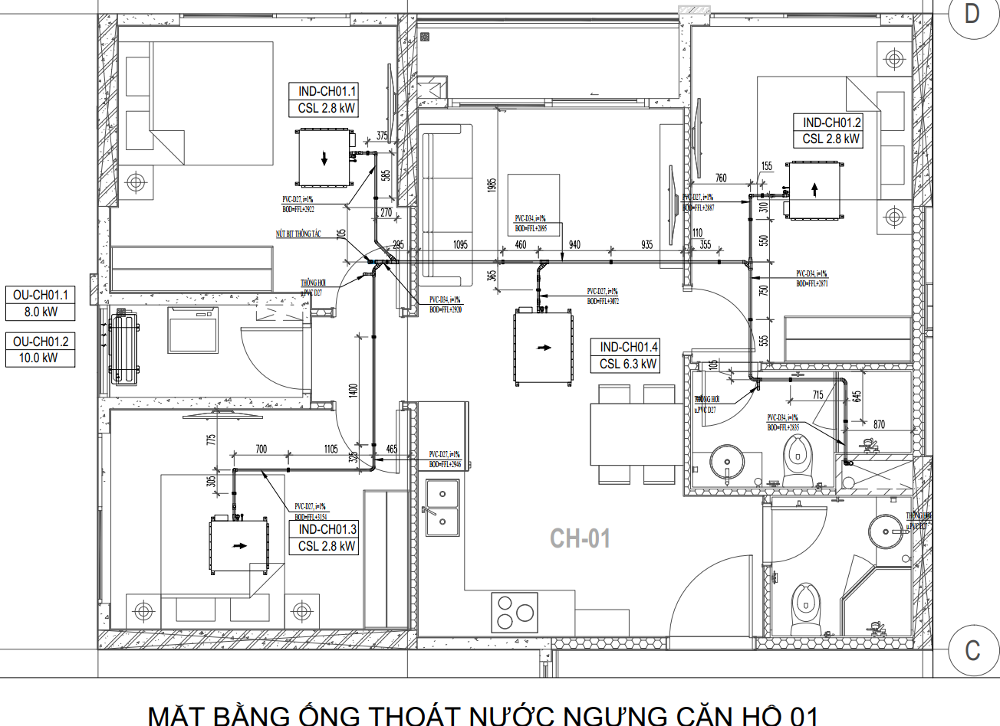 D
IND-CH01.1
CSL 2.8 kW
IND-CH01.2
CSL 2.8 kW
375
585
270
705
PVC-D27, i=1%
BOD=FFL+2922
NÚT BỊT THÔNG TẮC
THÔNG HƠI
uPVC D27
295
1095
460
940
935
110
355
1985
365
PVC-D34, i=1%
BOD=FFL+2895
760
155
310
550
PVC-D27, i=1%
BOD=FFL+2887
PVC-D34, i=1%
BOD=FFL+2871
750
555
105
PVC-D34, i=1%
BOD=FFL+2920
PVC-D27, i=1%
BOD=FFL+3072
OU-CH01.1
8.0 kW
OU-CH01.2
10.0 kW
IND-CH01.4
CSL 6.3 kW
1400
THÔNG HƠI
uPVC D27
715
645
870
PVC-D34, i=1%
BOD=FFL+2835
775
700
1105
465
325
305
PVC-D27, i=1%
BOD=FFL+2946
PVC-D27, i=1%
BOD=FFL+3154
IND-CH01.3
CSL 2.8 kW
CH-01
THÔNG HƠI
uPVC D27
C
MẶT BẰNG ỐNG THOÁT NƯỚC NGƯNG CĂN HỘ 01